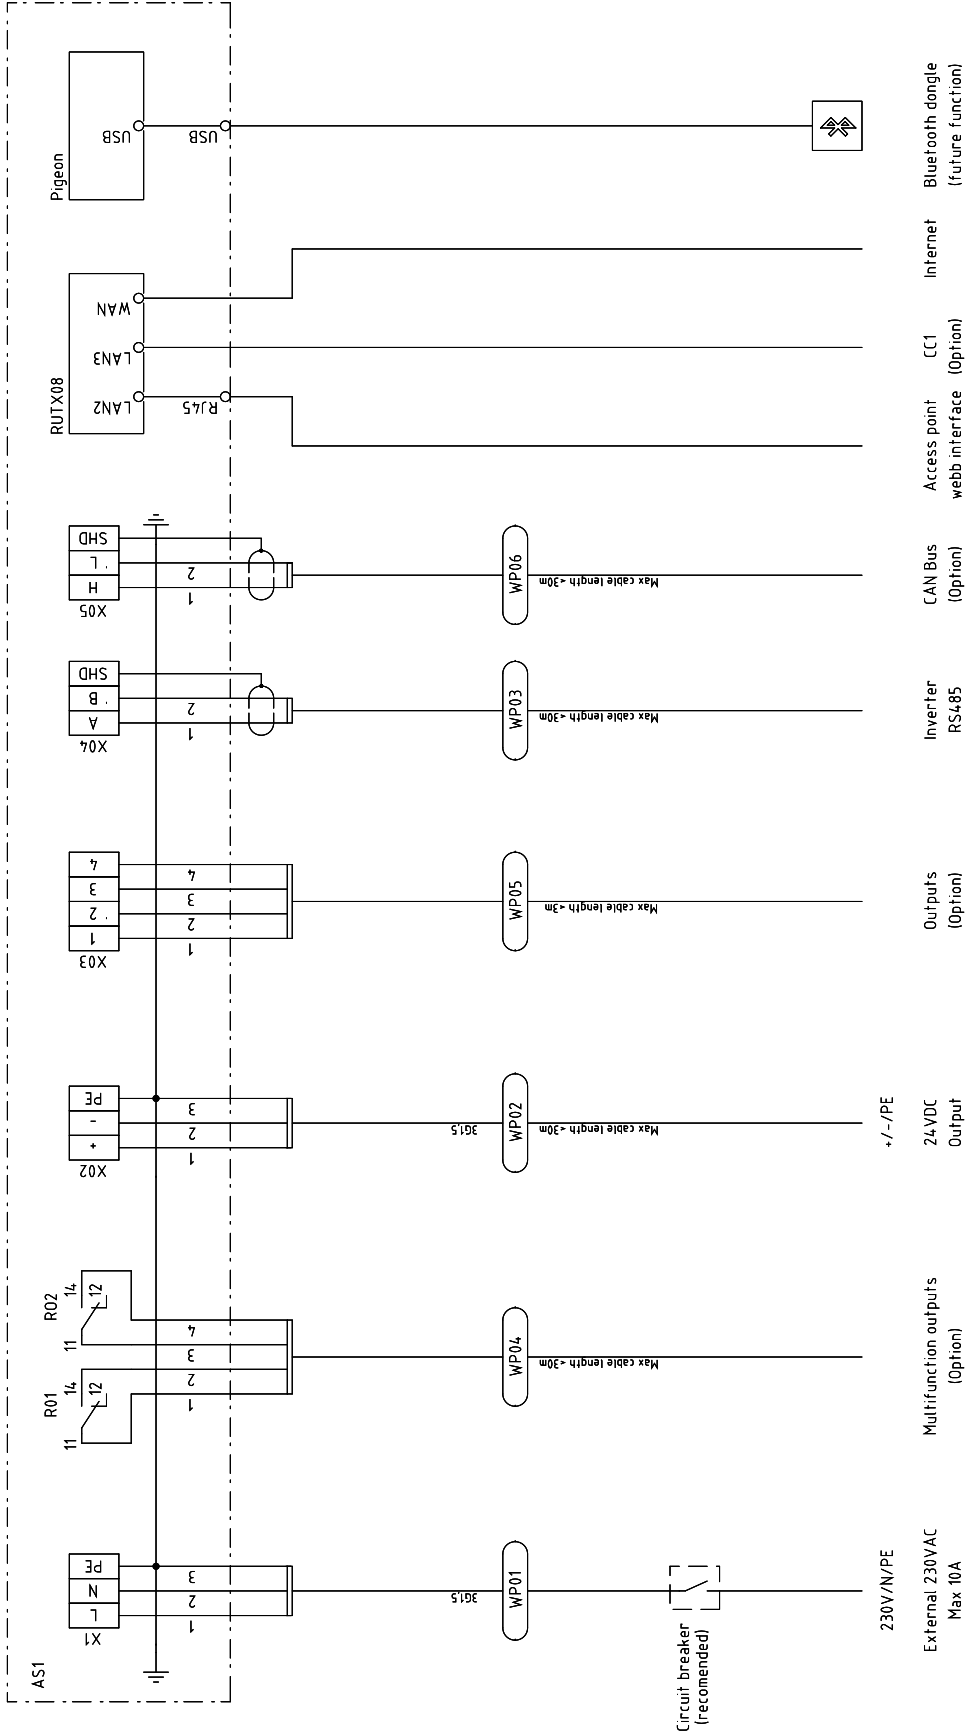 AS1
X1
L
N
PE
1
2
3
3G1,5
WP01
Circuit breaker
(recomended)
230V/N/PE
External 230VAC
Max 10A
RO1
11
14
12
RO2
11
14
12
1
2
3
4
WP04
Max cable length <30m
Multifunction outputs
(Option)
X02
+
-
PE
1
2
3
3G1,5
WP02
Max cable length <30m
+/-/PE
24VDC
Output
X03
1
2
3
4
1
2
3
4
WP05
Max cable length <3m
Outputs
(Option)
X04
A
B
SHD
1
2
WP03
Max cable length <30m
Inverter
RS485
X05
H
L
SHD
1
2
WP06
Max cable length <30m
CAN Bus
(Option)
RUTX08
LAN2
LAN3
WAN
RJ45
Access point
webb interface
CC1
(Option)
Internet
Pigeon
USB
USB
Bluetooth dongle
(future function)